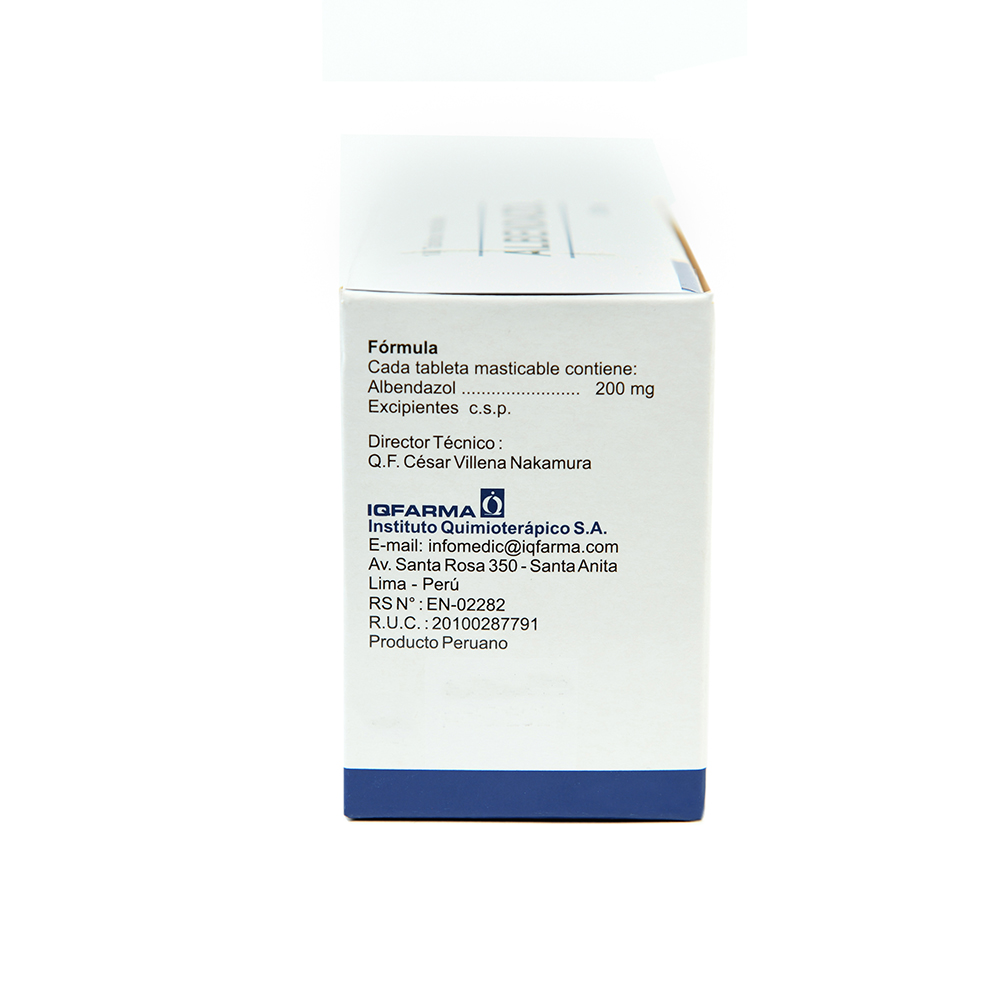 ALBENDAZOL
Fórmula
Cada tableta masticable contiene:
Albendazol ........................ 200 mg
Excipientes c.s.p.
Director Técnico :
Q.F. César Villena Nakamura
IQFARMA
Instituto Quimioterápico S.A.
E-mail: infomedic@iqfarma.com
Av. Santa Rosa 350 - Santa Anita
Lima - Perú
RS N° : EN-02282
R.U.C. : 20100287791
Producto Peruano